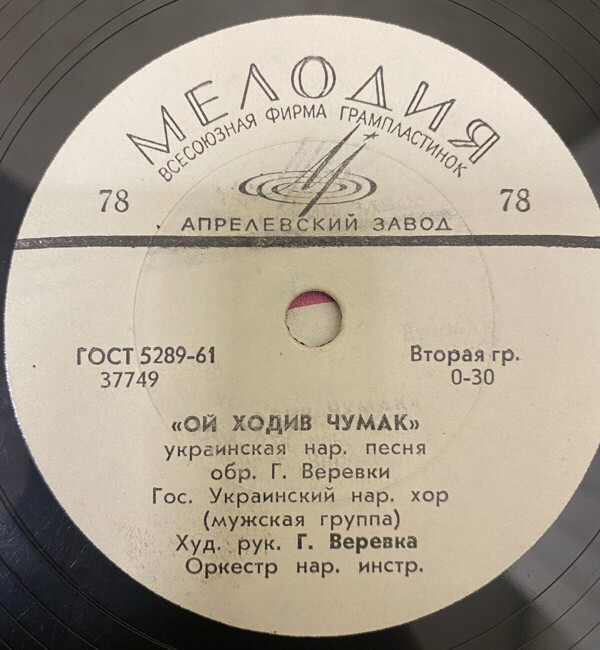 МЕЛОДИЯ
ВСЕСОЮЗНАЯ ФИРМА ГРАМПЛАСТИНОК
78 78
АПРЕЛЕВСКИЙ ЗАВОД
ГОСТ 5289-61 Вторая гр.
37749 0-30
«ОЙ ХОДИВ ЧУМАК»
украинская нар. песня
обр. Г. Веревки
Гос. Украинский нар. хор
(мужская группа)
Худ. рук. Г. Веревка
Оркестр нар. инстр.